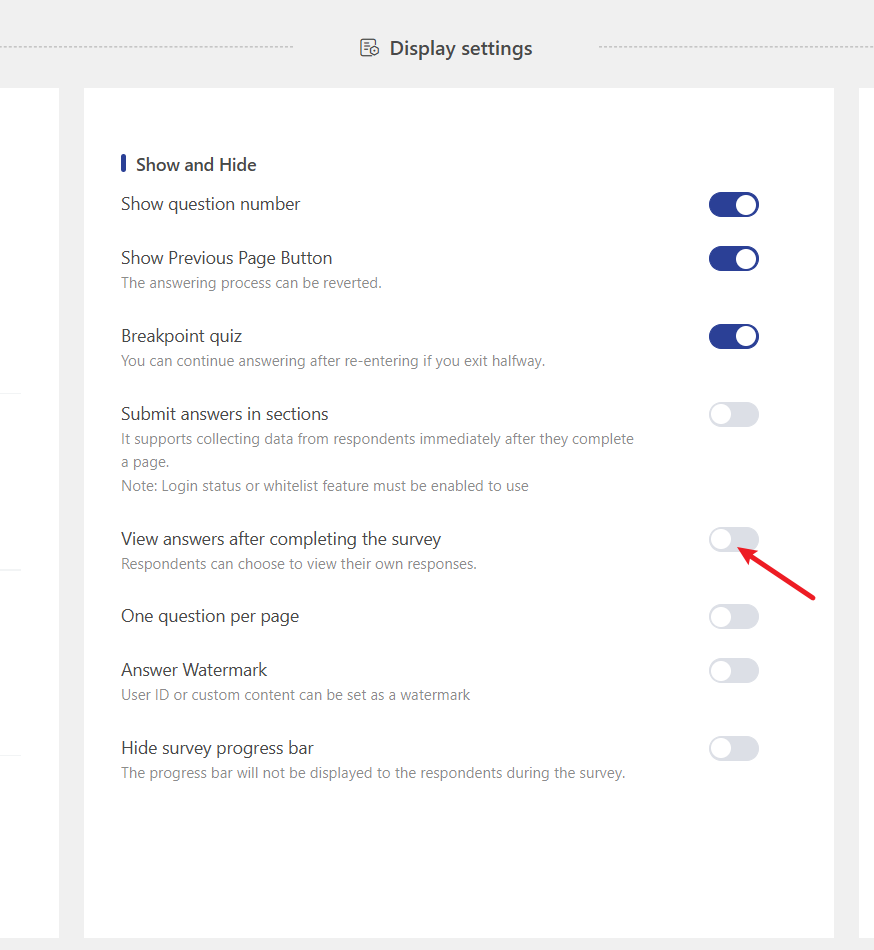 Display settings
Show and Hide
Show question number
Show Previous Page Button
The answering process can be reverted.
Breakpoint quiz
You can continue answering after re-entering if you exit halfway.
Submit answers in sections
It supports collecting data from respondents immediately after they complete
a page.
Note: Login status or whitelist feature must be enabled to use
View answers after completing the survey
Respondents can choose to view their own responses.
One question per page
Answer Watermark
User ID or custom content can be set as a watermark
Hide survey progress bar
The progress bar will not be displayed to the respondents during the survey.